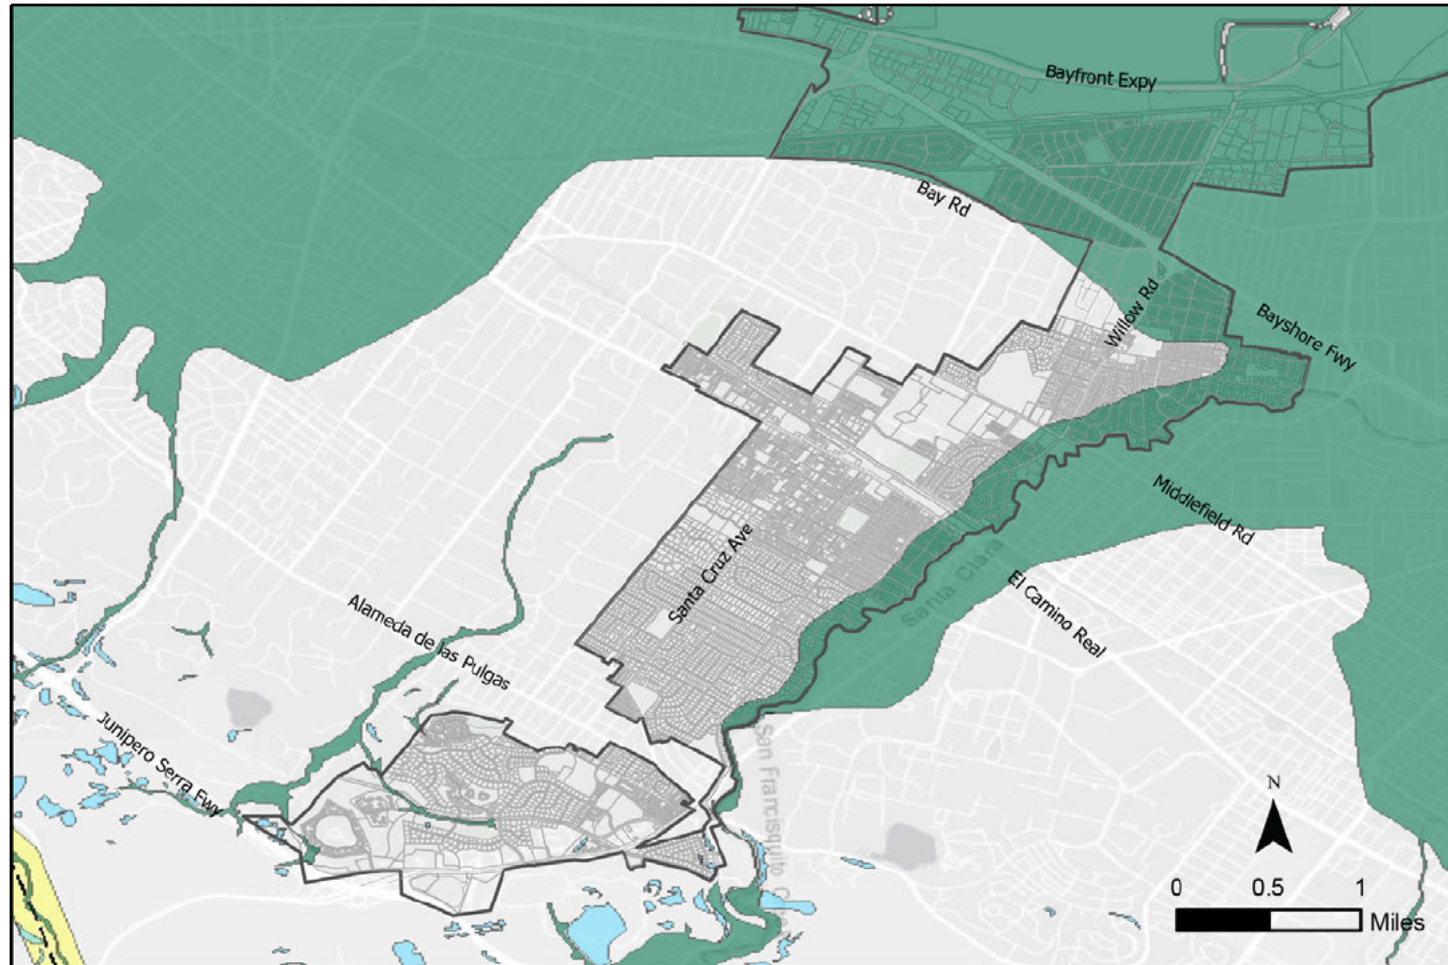 Bayfront Expy
Bay Rd
Willow Rd
Bayshore Fwy
Middlefield Rd
Santa Cruz Ave
Santa Clara
El Camino Real
Alameda de las Pulgas
Junipero Serra Fwy
San Francisquito C
N
0 0.5 1
Miles